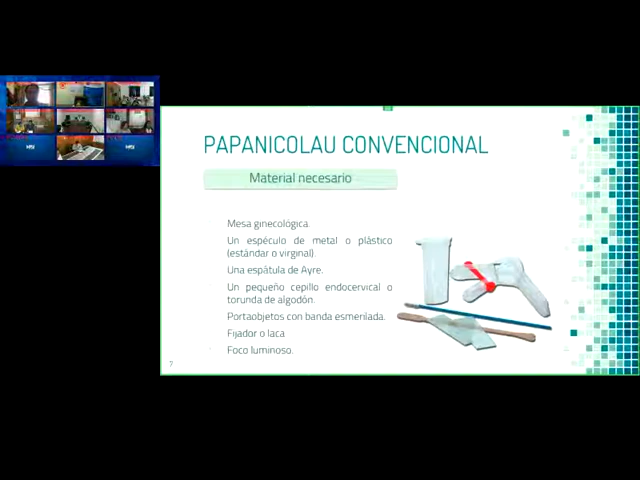 PAPANICOLAU CONVENCIONAL
Material necesario
Mesa ginecológica.
Un espéculo de metal o plástico
(estándar o virginal).
Una espátula de Ayre.
Un pequeño cepillo endocervical o
torunda de algodón.
Portaobjetos con banda esmerilada.
Fijador o laca
Foco luminoso.
7